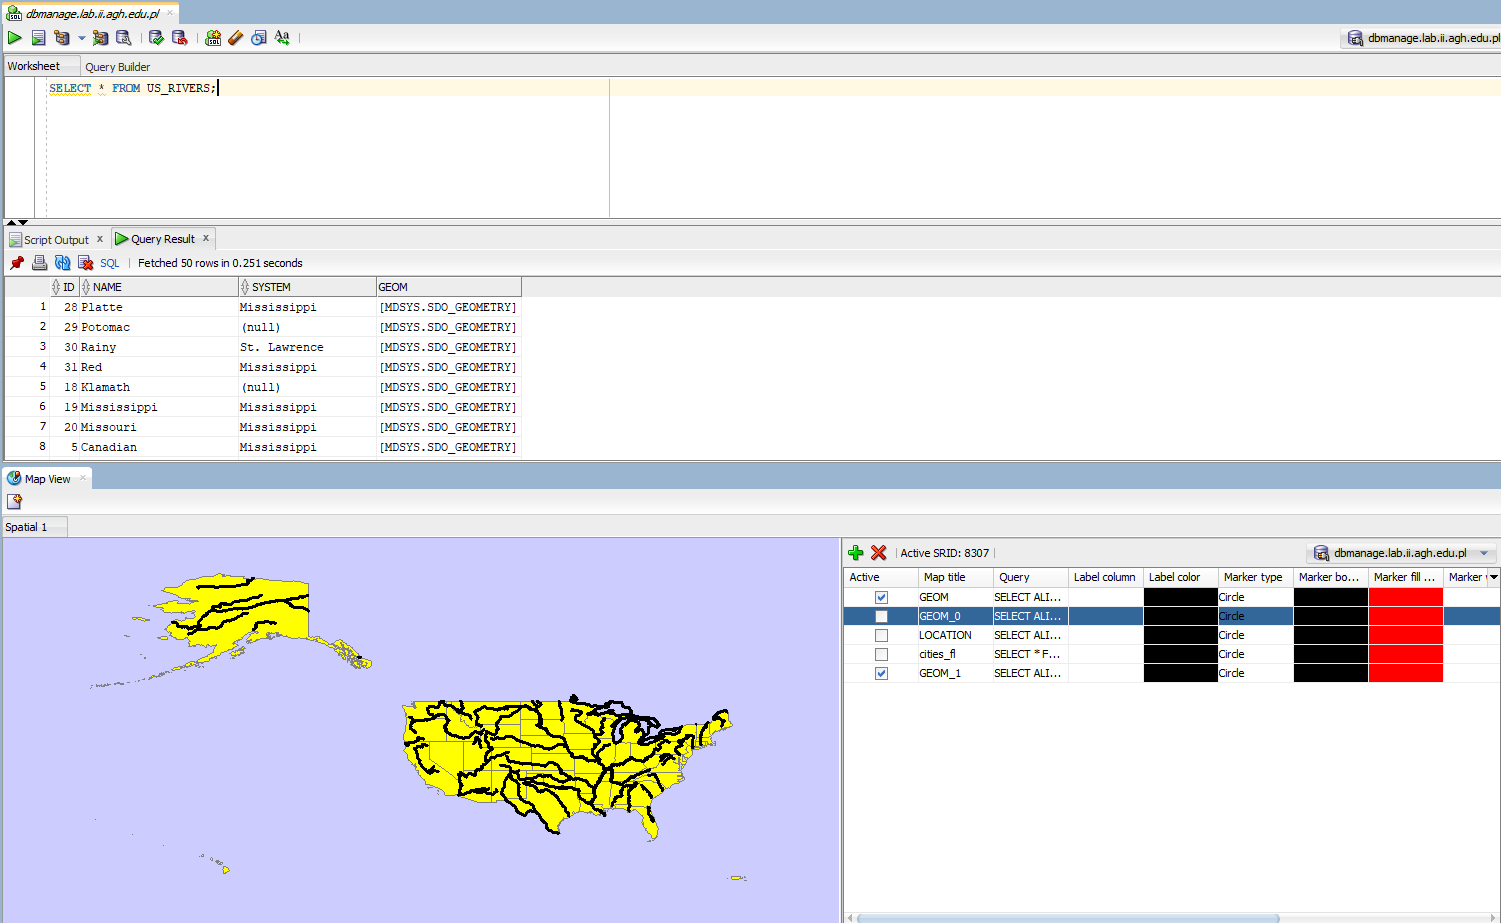 dbmanage.lab.ii.agh.edu.pl
dbmanage.lab.ii.agh.edu.pl
Worksheet Query Builder
SELECT * FROM US_RIVERS;
Script Output x Query Result x
SQL | Fetched 50 rows in 0.251 seconds
ID NAME SYSTEM GEOM
1 28 Platte Mississippi [MDSYS.SDO_GEOMETRY]
2 29 Potomac (null) [MDSYS.SDO_GEOMETRY]
3 30 Rainy St. Lawrence [MDSYS.SDO_GEOMETRY]
4 31 Red Mississippi [MDSYS.SDO_GEOMETRY]
5 18 Klamath (null) [MDSYS.SDO_GEOMETRY]
6 19 Mississippi Mississippi [MDSYS.SDO_GEOMETRY]
7 20 Missouri Mississippi [MDSYS.SDO_GEOMETRY]
8 5 Canadian Mississippi [MDSYS.SDO_GEOMETRY]
Map View
Spatial 1
Active SRID: 8307 dbmanage.lab.ii.agh.edu.pl
Active Map title Query Label column Label color Marker type Marker bo... Marker fill ... Marker
GEOM SELECT ALI... Circle
GEOM_0 SELECT ALI... Circle
LOCATION SELECT ALI... Circle
cities_fl SELECT * F... Circle
GEOM_1 SELECT ALI... Circle